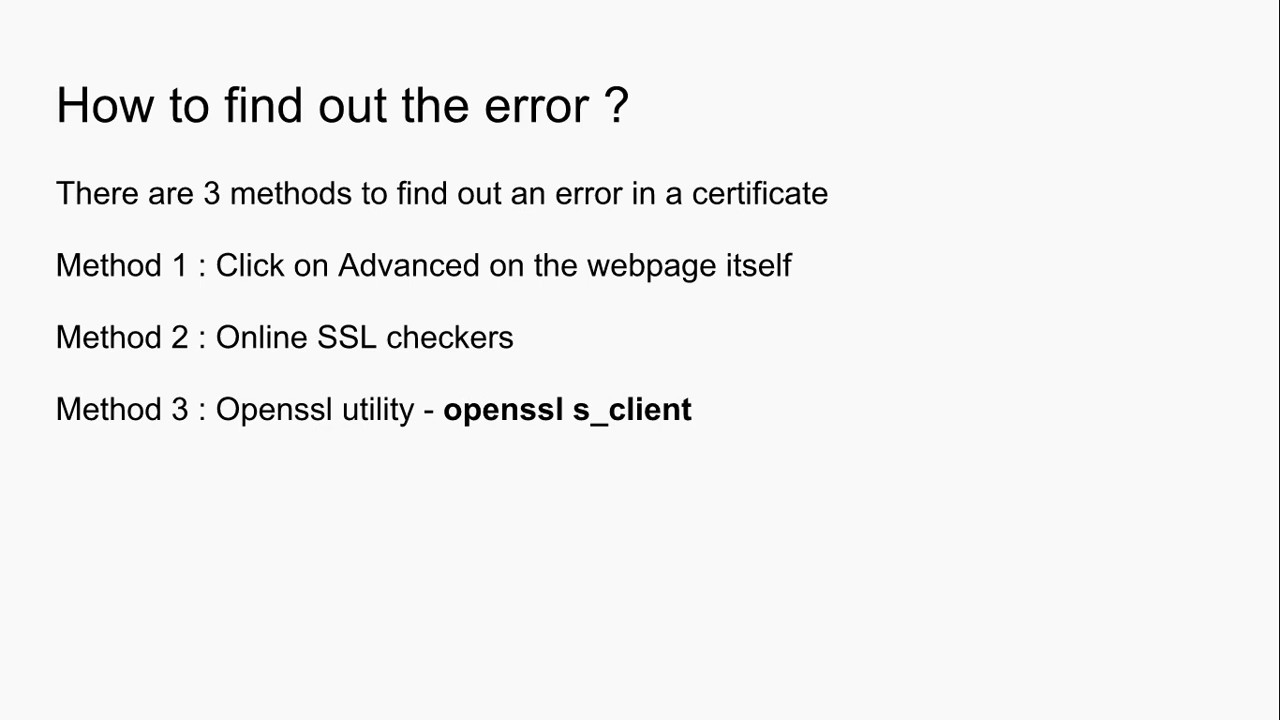 How to find out the error ?
There are 3 methods to find out an error in a certificate
Method 1 : Click on Advanced on the webpage itself
Method 2 : Online SSL checkers
Method 3 : Openssl utility - openssl s_client